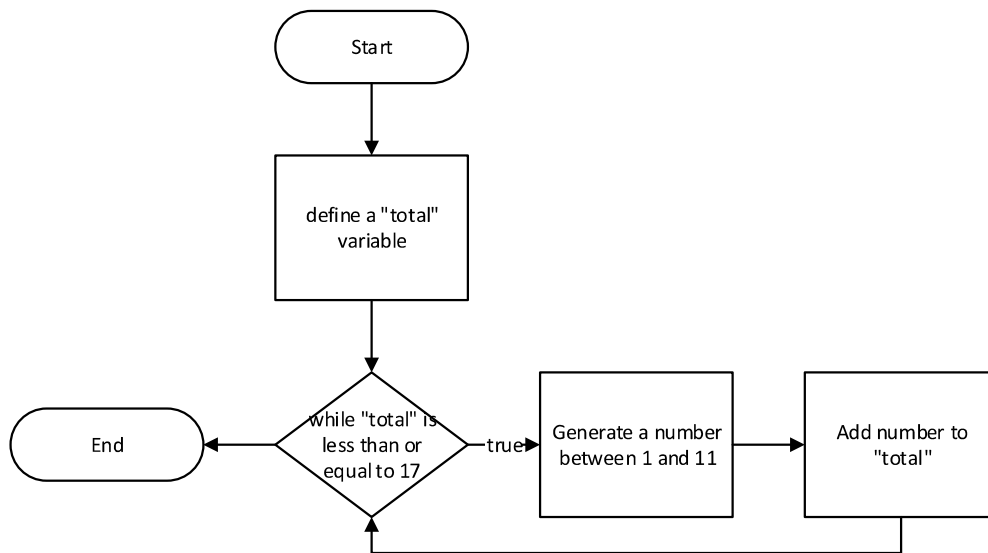 Start
define a "total"
variable
while "total" is
less than or
equal to 17
End
true
Generate a number
between 1 and 11
Add number to
"total"